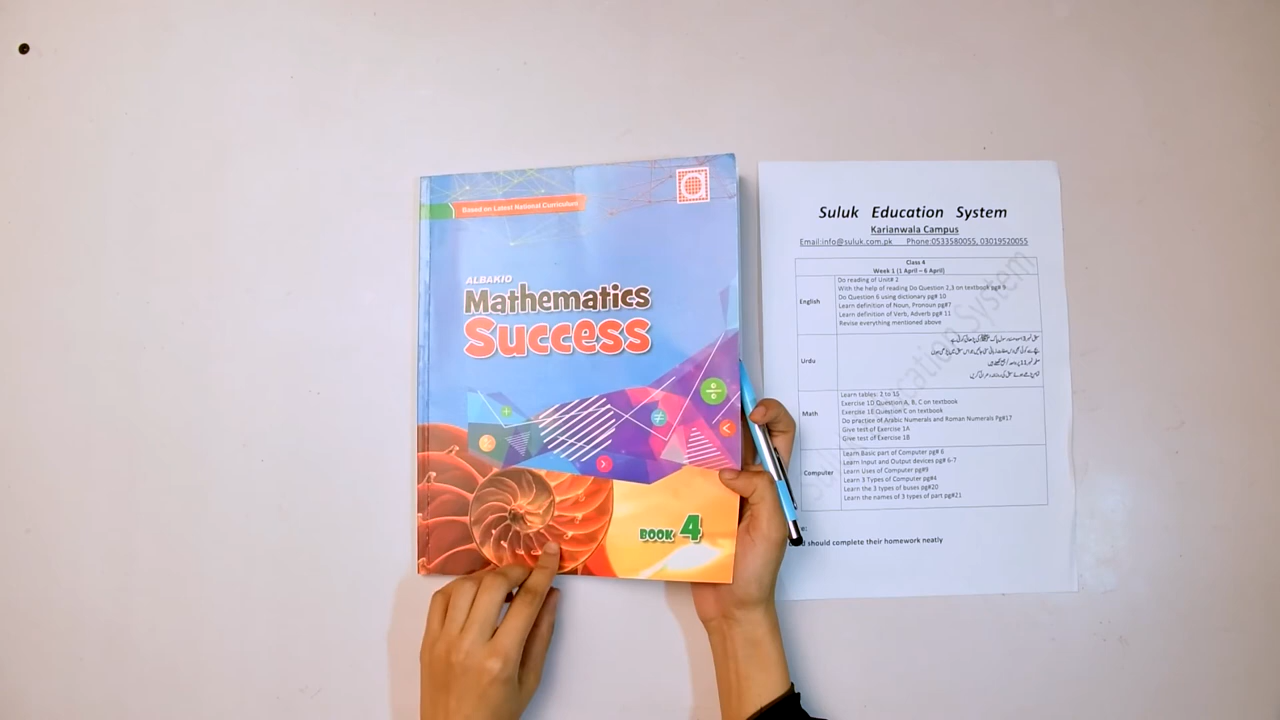 Based on Latest National Curriculum
ALBAKIO
Mathematics
Success
BOOK 4
Suluk Education System
Karianwala Campus
Email:info@suluk.com.pk Phone:0533580055, 03019520055
Class 4
Week 1 (1 April – 6 April)
English
Do reading of Unit# 2
With the help of reading Do Question 2,3 on textbook pg# 9
Do Question 6 using dictionary pg# 10
Learn definition of Noun, Pronoun pg#7
Learn definition of Verb, Adverb pg# 11
Revise everything mentioned above
Urdu
Math
Learn tables: 2 to 15
Exercise 1D Question A, B, C on textbook
Exercise 1E Question C on textbook
Do practice of Arabic Numerals and Roman Numerals Pg#17
Give test of Exercise 1A
Give test of Exercise 1B
Computer
Learn Basic part of Computer pg# 6
Learn Input and Output devices pg# 6-7
Learn Uses of Computer pg#9
Learn 3 Types of Computer pg#4
Learn the 3 types of buses pg#20
Learn the names of 3 types of part pg#21
should complete their homework neatly